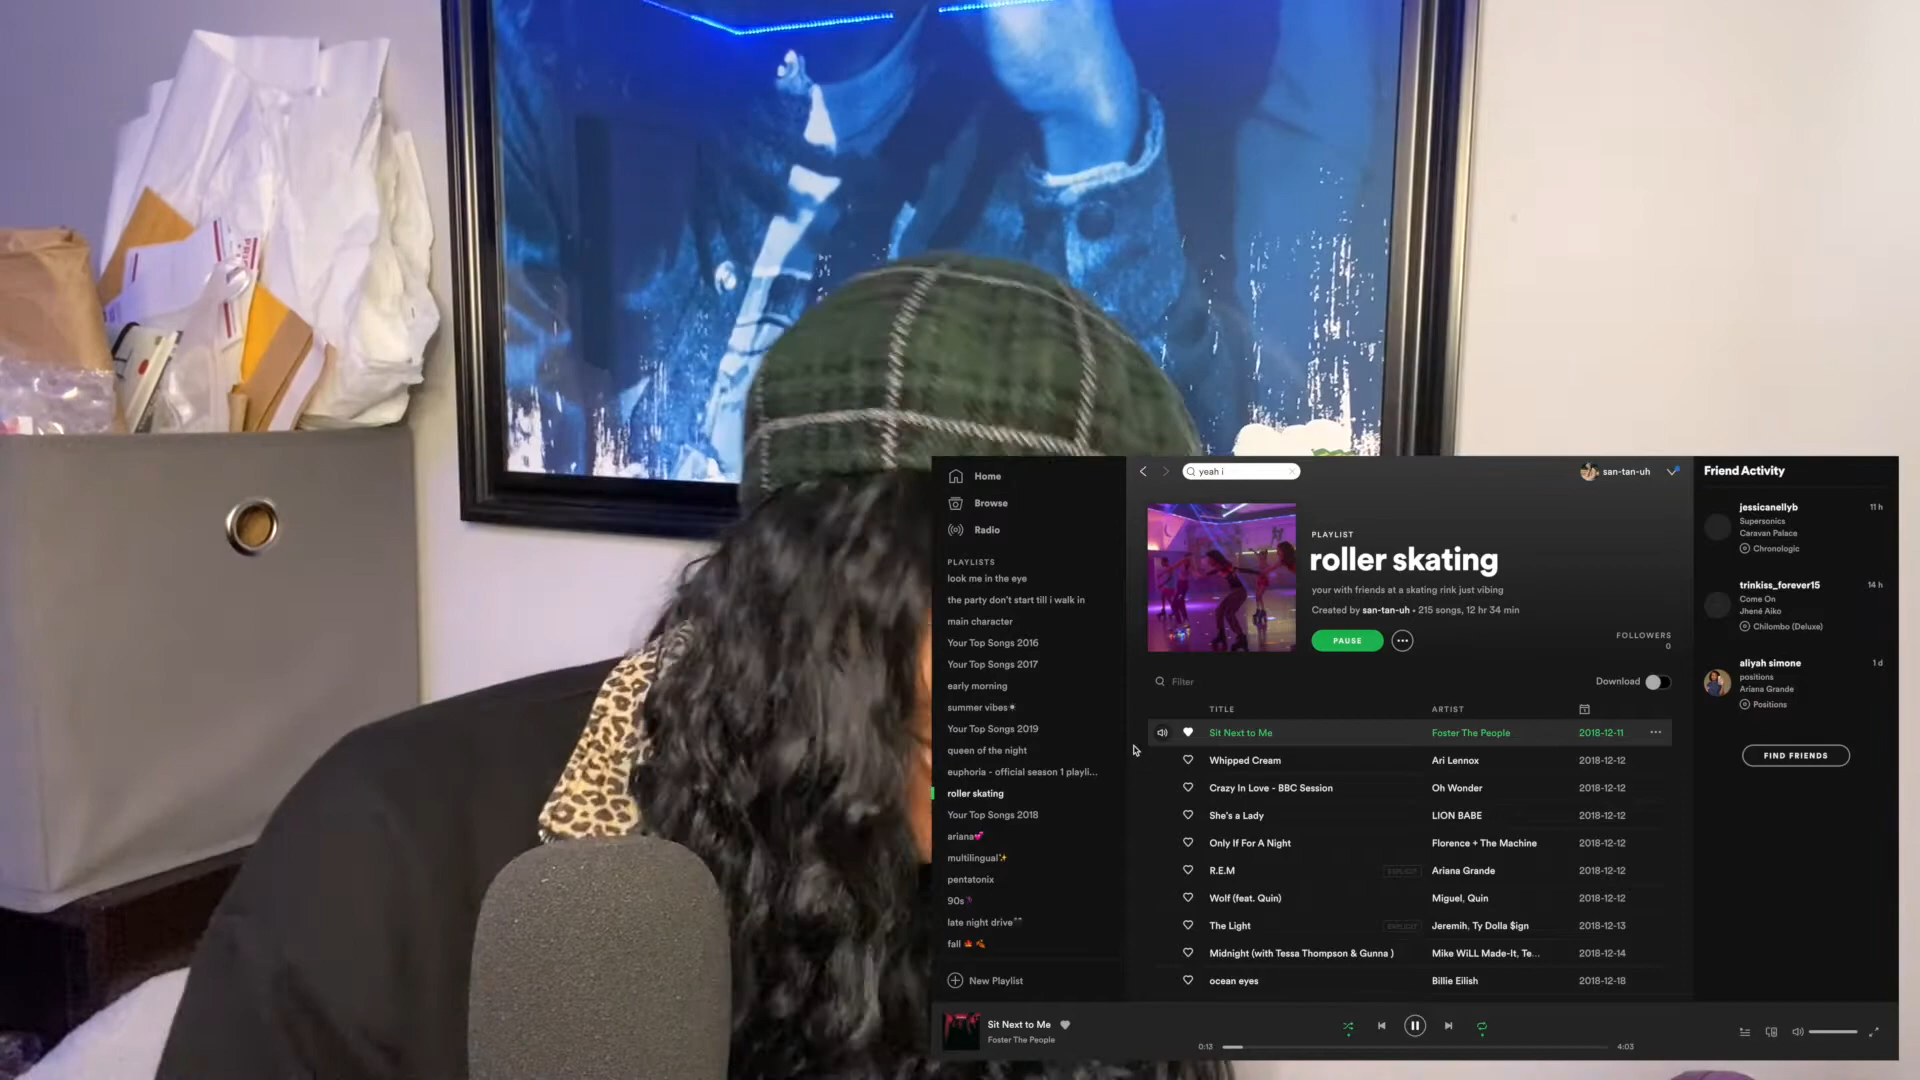 Home
Browse
Radio
PLAYLISTS
look me in the eye
the party don't start till i walk in
main character
Your Top Songs 2016
Your Top Songs 2017
early morning
summer vibes☀
Your Top Songs 2019
queen of the night
euphoria - official season 1 playli...
roller skating
Your Top Songs 2018
ariana💕
multilingual✨
pentatonix
90s
late night drive
fall 🍁🍂
New Playlist
yeah i
san-tan-uh
PLAYLIST
roller skating
your with friends at a skating rink just vibing
Created by san-tan-uh • 215 songs, 12 hr 34 min
PAUSE
FOLLOWERS
0
Filter
Download
TITLE ARTIST
Sit Next to Me Foster The People 2018-12-11
Whipped Cream Ari Lennox 2018-12-12
Crazy In Love - BBC Session Oh Wonder 2018-12-12
She's a Lady LION BABE 2018-12-12
Only If For A Night Florence + The Machine 2018-12-12
R.E.M EXPLICIT Ariana Grande 2018-12-12
Wolf (feat. Quin) Miguel, Quin 2018-12-12
The Light EXPLICIT Jeremih, Ty Dolla $ign 2018-12-13
Midnight (with Tessa Thompson & Gunna ) Mike WiLL Made-It, Te... 2018-12-14
ocean eyes Billie Eilish 2018-12-18
Friend Activity
jessicanellyb 11 h
Supersonics
Caravan Palace
Chronologic
trinkiss_forever15 14 h
Come On
Jhené Aiko
Chilombo (Deluxe)
aliyah simone 1 d
positions
Ariana Grande
Positions
FIND FRIENDS
Sit Next to Me
Foster The People
0:13
4:03